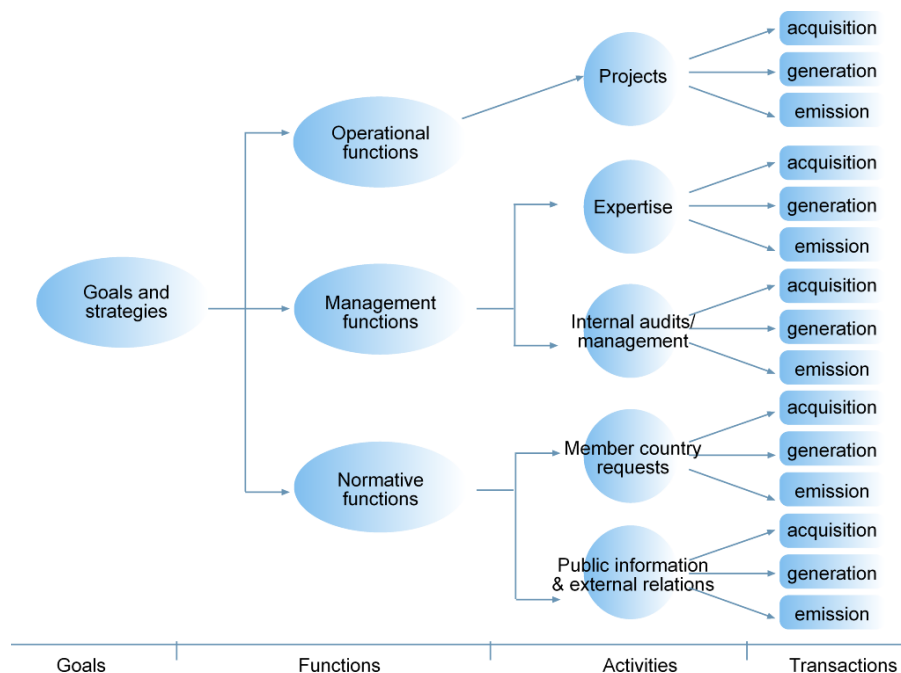 acquisition
Projects
generation
emission
Operational
functions
acquisition
Expertise
generation
emission
Goals and
strategies
Management
functions
acquisition
Internal audits/
management
generation
emission
Normative
functions
acquisition
Member country
requests
generation
emission
acquisition
Public information
& external relations
generation
emission
Goals
Functions
Activities
Transactions